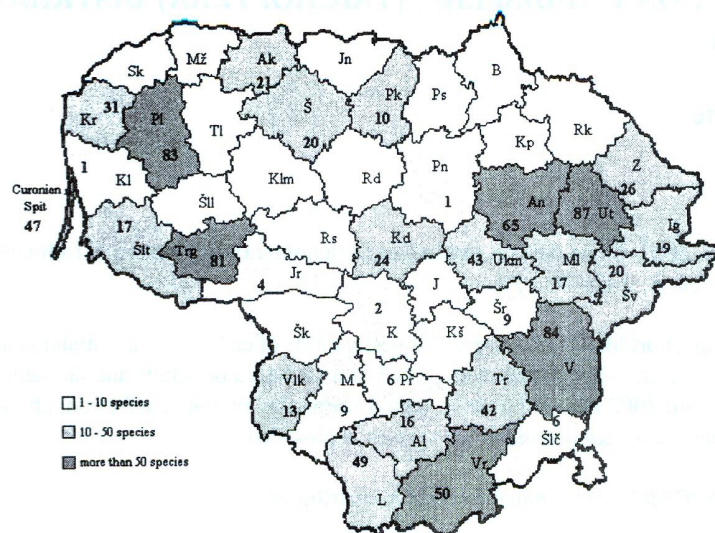 Sk
Mž
Ak
21
Jn
Ps
B
Pk
10
Kr
31
Pl
83
Tl
Š
20
Kp
Rk
Z
26
1
Kl
Klm
Rd
Pn
1
An
65
87 Ut
Ig
19
Curonian
Spit
47
17
Šlt
Šll
Trg
81
Rs
Kd
24
43 Ukm
Ml
17
20
Šv
Jr
4
J
Šr
9
Šk
2
K
Kš
84
V
Vlk
13
M
9
6 Pr
Tr
42
6
Šlč
16
Al
49
L
Vr
50
1 - 10 species
10 - 50 species
more than 50 species